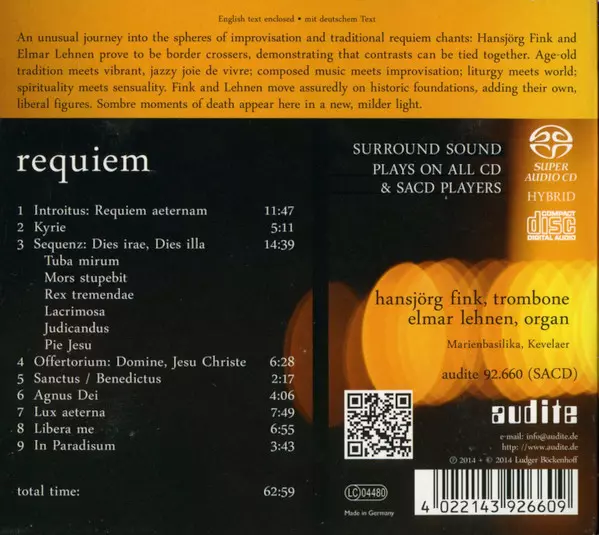 English text enclosed • mit deutschem Text
An unusual journey into the spheres of improvisation and traditional requiem chants: Hansjörg Fink and
Elmar Lehnen prove to be border crossers, demonstrating that contrasts can be tied together. Age-old
tradition meets vibrant, jazzy joie de vivre; composed music meets improvisation; liturgy meets world;
spirituality meets sensuality. Fink and Lehnen move assuredly on historic foundations, adding their own,
liberal figures. Sombre moments of death appear here in a new, milder light.
requiem
1 Introitus: Requiem aeternam 11:47
2 Kyrie 5:11
3 Sequenz: Dies irae, Dies illa 14:39
Tuba mirum
Mors stupebit
Rex tremendae
Lacrimosa
Judicandus
Pie Jesu
4 Offertorium: Domine, Jesu Christe 6:28
5 Sanctus / Benedictus 2:17
6 Agnus Dei 4:06
7 Lux aeterna 7:49
8 Libera me 6:55
9 In Paradisum 3:43
total time: 62:59
SURROUND SOUND
PLAYS ON ALL CD
& SACD PLAYERS
SUPER
AUDIO CD
HYBRID
COMPACT
disc
DIGITAL AUDIO
hansjörg fink, trombone
elmar lehnen, organ
Marienbasilika, Kevelaer
audite 92.660 (SACD)
audite
e-mail: info@audite.de
http://www.audite.de
℗ 2014 • © 2014 Ludger Böckenhoff
LC 04480
Made in Germany
4 022143 926609